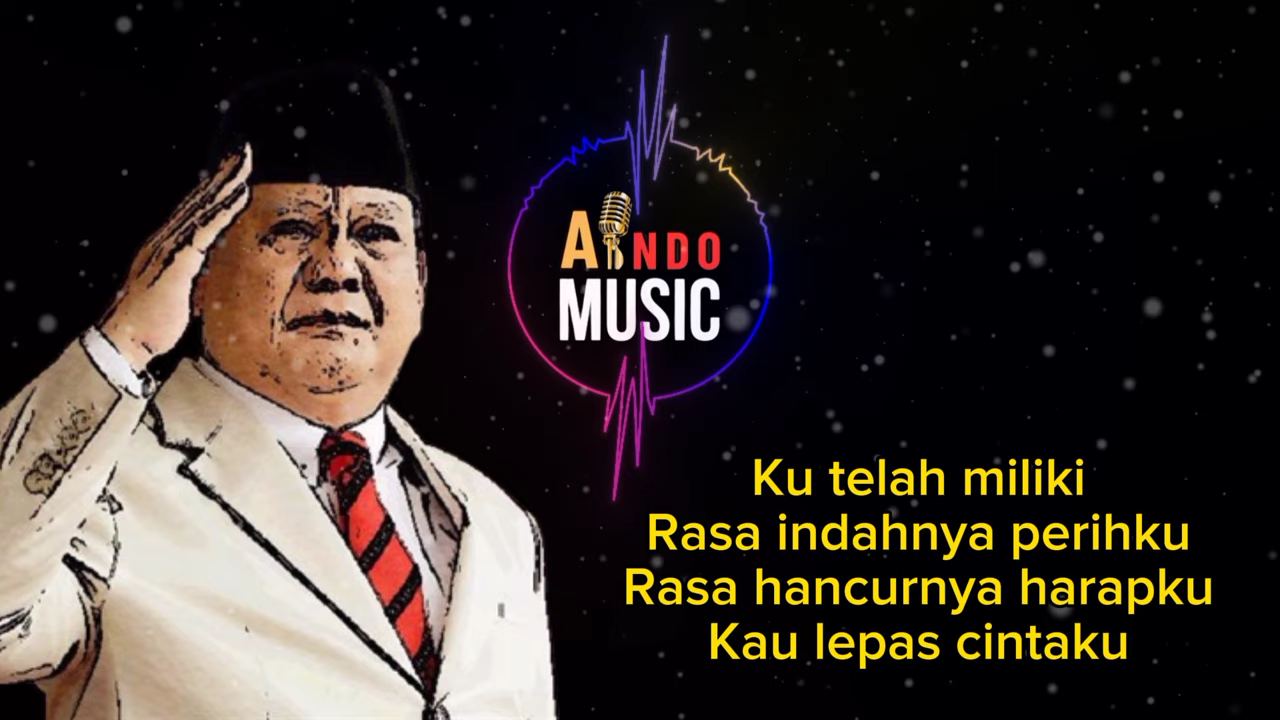 AINDO
MUSIC
Ku telah miliki
Rasa indahnya perihku
Rasa hancurnya harapku
Kau lepas cintaku